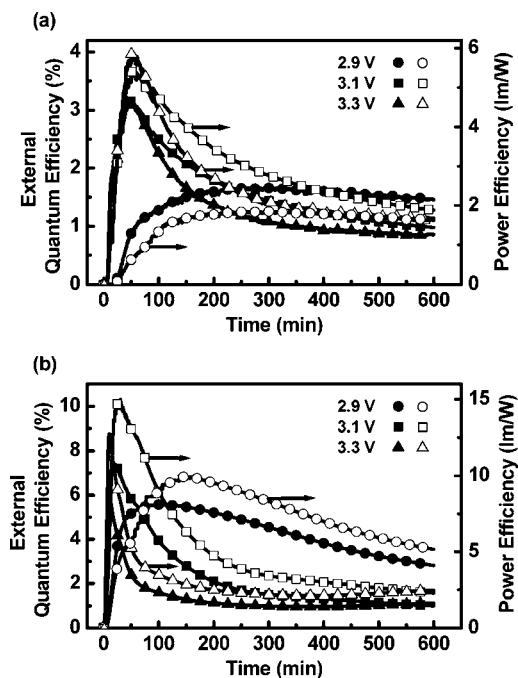 (a)
External
Quantum Efficiency (%)
4
3
2
1
0
2.9 V
3.1 V
3.3 V
6
4
2
0
Power Efficiency (lm/W)
0 100 200 300 400 500 600
Time (min)
(b)
External
Quantum Efficiency (%)
10
8
6
4
2
0
2.9 V
3.1 V
3.3 V
15
10
5
0
Power Efficiency (lm/W)
0 100 200 300 400 500 600
Time (min)